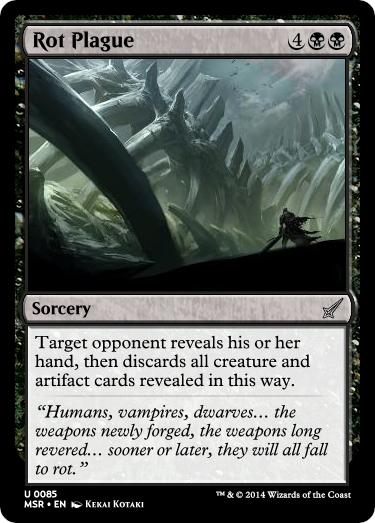 Rot Plague 4
Sorcery
Target opponent reveals his or her
hand, then discards all creature and
artifact cards revealed in this way.
“Humans, vampires, dwarves… the
weapons newly forged, the weapons long
revered… sooner or later, they will all fall
to rot.”
U 0085
MSR • EN KEKAI KOTAKI
™ & © 2014 Wizards of the Coast